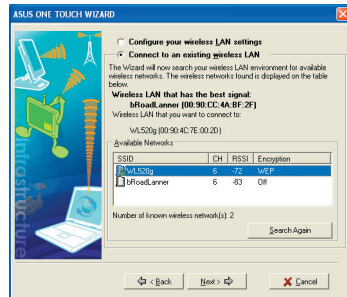 ASUS ONE TOUCH WIZARD
Configure your wireless LAN settings
Connect to an existing wireless LAN
The Wizard will now search your wireless LAN environment for available
wireless networks. The wireless networks found is displayed on the table
below.
Wireless LAN that has the best signal:
bRoadLanner (00:90:CC:4A:BF:2F)
Wireless LAN that you want to connect to:
WL520g (00:90:4C:7E:00:2D)
Available Networks
SSID CH RSSI Encryption
WL520g 6 -72 WEP
bRoadLanner 6 -83 Off
Number of known wireless network(s): 2
Search Again
< Back Next > Cancel
Infrastructure